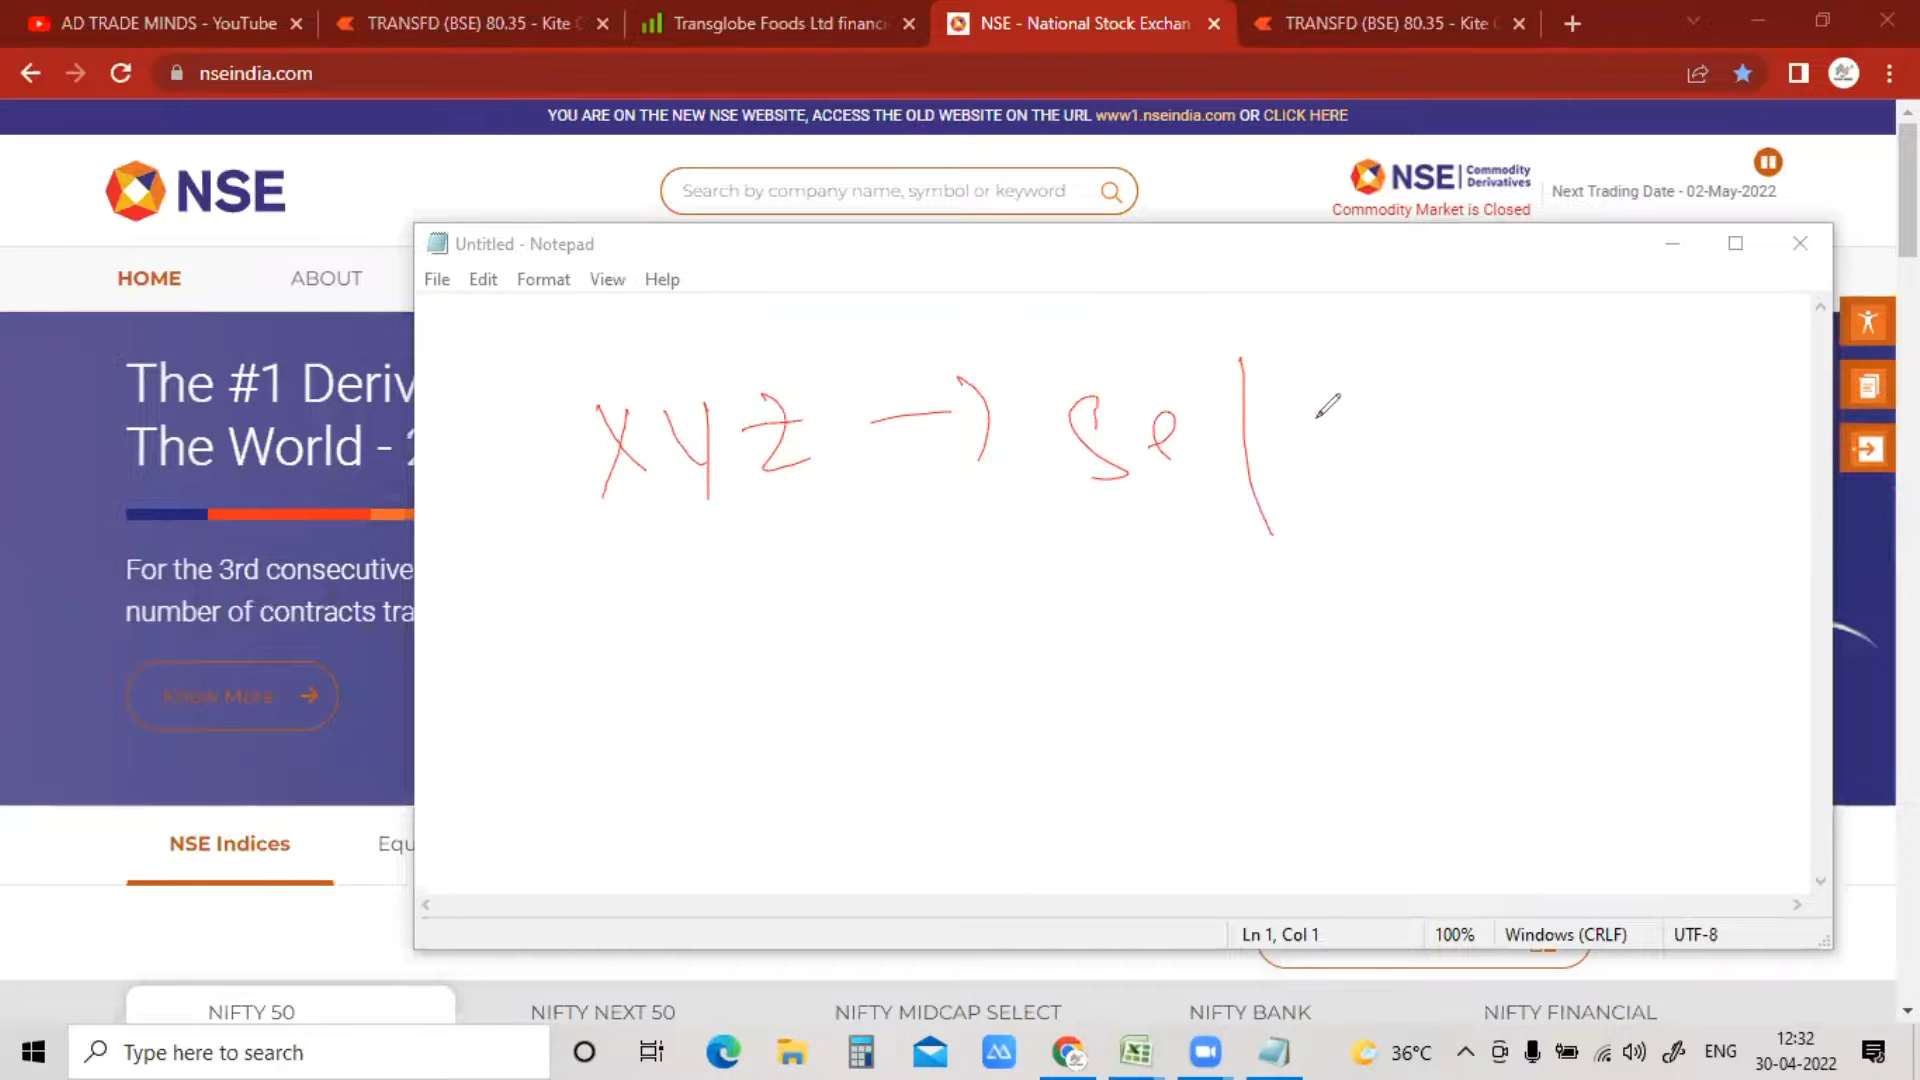 AD TRADE MINDS - YouTube
TRANSFD (BSE) 80.35 - Kite
Transglobe Foods Ltd financi
NSE - National Stock Exchan
TRANSFD (BSE) 80.35 - Kite
nseindia.com
YOU ARE ON THE NEW NSE WEBSITE, ACCESS THE OLD WEBSITE ON THE URL www1.nseindia.com OR CLICK HERE
NSE
Search by company name, symbol or keyword
NSE Commodity Derivatives
Next Trading Date - 02-May-2022
Commodity Market is Closed
HOME ABOUT
Untitled - Notepad
File Edit Format View Help
The #1 Deriv
The World - 2
XYZ → Sel
For the 3rd consecutive
number of contracts tra
Know More →
NSE Indices Equ
Ln 1, Col 1 100% Windows (CRLF) UTF-8
NIFTY 50 NIFTY NEXT 50 NIFTY MIDCAP SELECT NIFTY BANK NIFTY FINANCIAL
Type here to search
36°C
ENG
12:32
30-04-2022